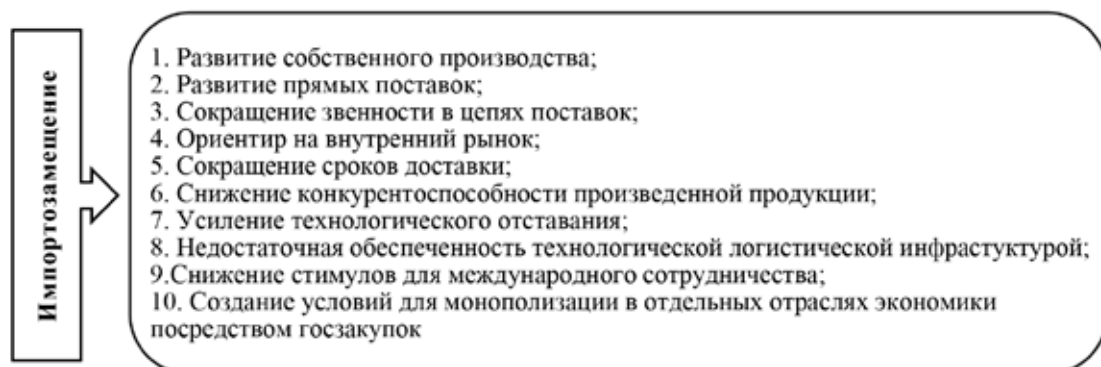 Импортозамещение
1. Развитие собственного производства;
2. Развитие прямых поставок;
3. Сокращение звенности в цепях поставок;
4. Ориентир на внутренний рынок;
5. Сокращение сроков доставки;
6. Снижение конкурентоспособности произведенной продукции;
7. Усиление технологического отставания;
8. Недостаточная обеспеченность технологической логистической инфрастуктурой;
9.Снижение стимулов для международного сотрудничества;
10. Создание условий для монополизации в отдельных отраслях экономики
посредством госзакупок